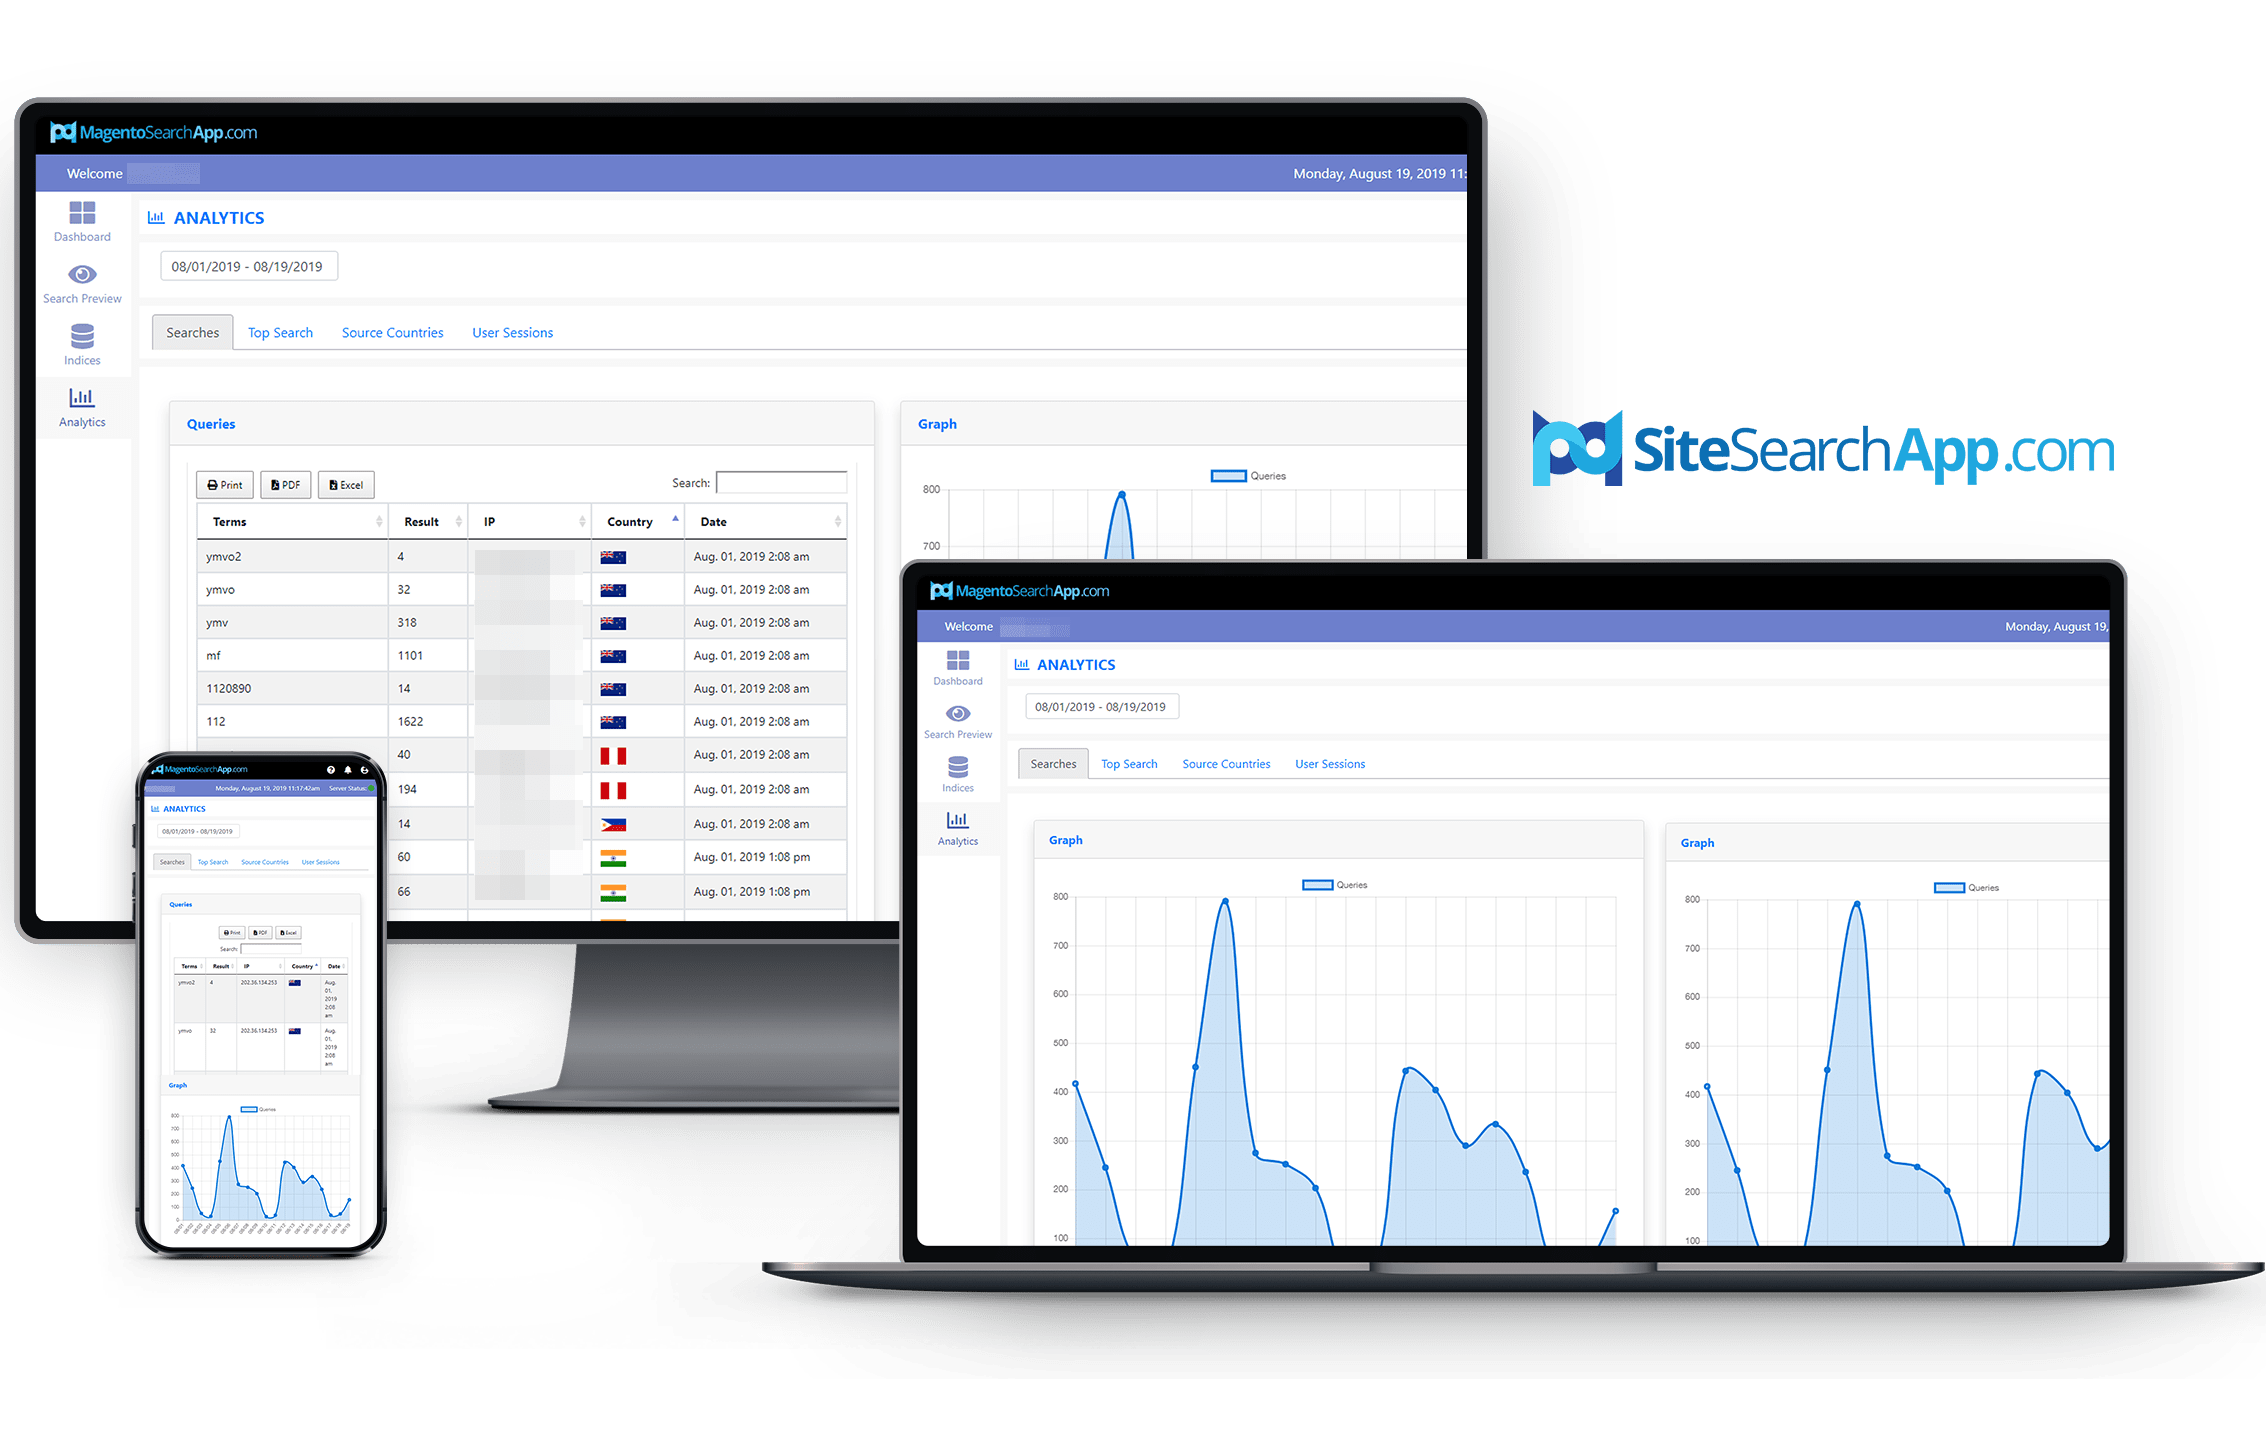 MagentoSearchApp.com
Welcome
Monday, August 19, 2019 11:
Dashboard
Search Preview
Indices
Analytics
ANALYTICS
08/01/2019 - 08/19/2019
Searches Top Search Source Countries User Sessions
Queries
Print PDF Excel
Search:
Terms Result IP Country Date
ymvo2 4 Aug. 01, 2019 2:08 am
ymvo 32 Aug. 01, 2019 2:08 am
ymv 318 Aug. 01, 2019 2:08 am
mf 1101 Aug. 01, 2019 2:08 am
1120890 14 Aug. 01, 2019 2:08 am
112 1622 Aug. 01, 2019 2:08 am
40 Aug. 01, 2019 2:08 am
194 Aug. 01, 2019 2:08 am
14 Aug. 01, 2019 2:08 am
60 Aug. 01, 2019 1:08 pm
66 Aug. 01, 2019 1:08 pm
Graph
Queries
800
700
SiteSearchApp.com
MagentoSearchApp.com
Monday, August 19, 2019 11:17:42am Server Status:
ANALYTICS
08/01/2019 - 08/19/2019
Searches Top Search Source Countries User Sessions
Queries
Print PDF Excel
Search:
Terms Result IP Country Date
ymvo2 4 202.36.134.253 Aug. 01, 2019 2:08 am
ymvo 32 202.36.134.253 Aug. 01, 2019 2:08 am
Graph
Queries
800
700
600
500
400
300
200
100
0
MagentoSearchApp.com
Welcome
Monday, August 19,
Dashboard
Search Preview
Indices
Analytics
ANALYTICS
08/01/2019 - 08/19/2019
Searches Top Search Source Countries User Sessions
Graph
Queries
800
700
600
500
400
300
200
100
Graph
Queries
800
700
600
500
400
300
200
100